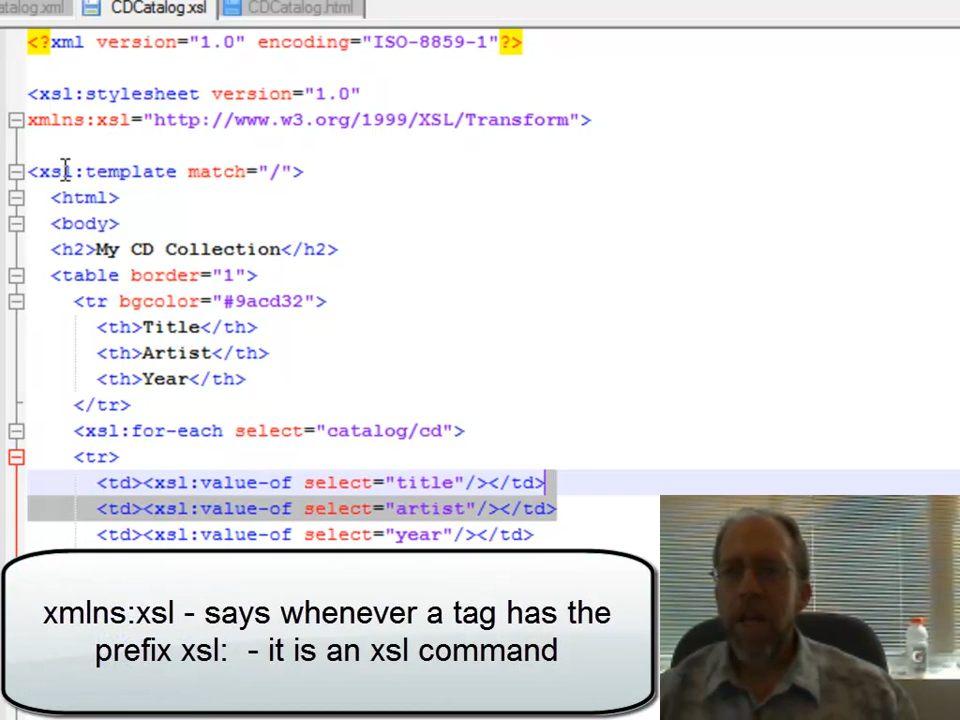 atalog.xml CDCatalog.xsl CDCatalog.html
<?xml version="1.0" encoding="ISO-8859-1"?>
<xsl:stylesheet version="1.0"
xmlns:xsl="http://www.w3.org/1999/XSL/Transform">
<xsl:template match="/">
<html>
<body>
<h2>My CD Collection</h2>
<table border="1">
<tr bgcolor="#9acd32">
<th>Title</th>
<th>Artist</th>
<th>Year</th>
</tr>
<xsl:for-each select="catalog/cd">
<tr>
<td><xsl:value-of select="title"/></td>
<td><xsl:value-of select="artist"/></td>
<td><xsl:value-of select="year"/></td>
xmlns:xsl - says whenever a tag has the
prefix xsl: - it is an xsl command